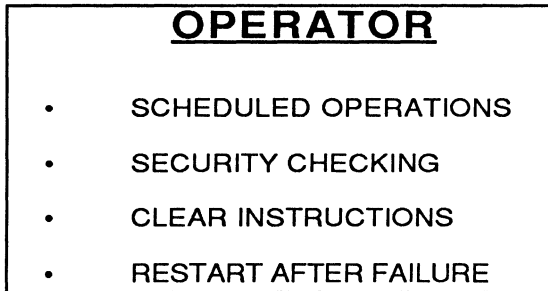 OPERATOR
• SCHEDULED OPERATIONS
• SECURITY CHECKING
• CLEAR INSTRUCTIONS
• RESTART AFTER FAILURE